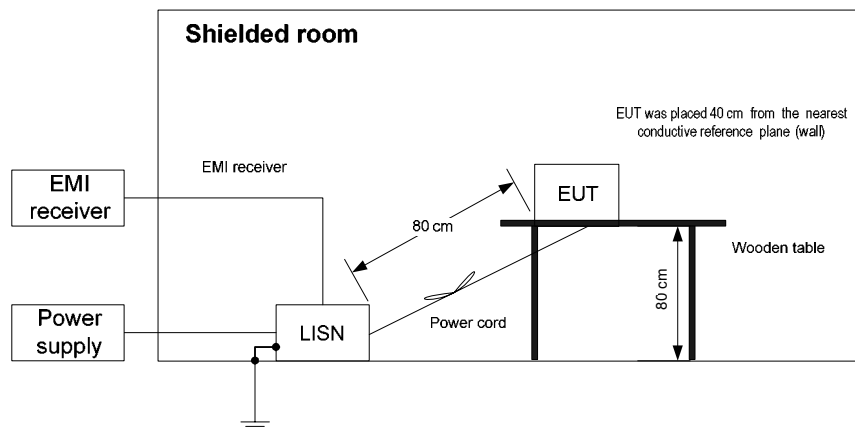 Shielded room
EUT was placed 40 cm from the nearest
conductive reference plane (wall)
EMI receiver
EMI
receiver
EUT
80 cm
Wooden table
80 cm
Power
supply
LISN
Power cord